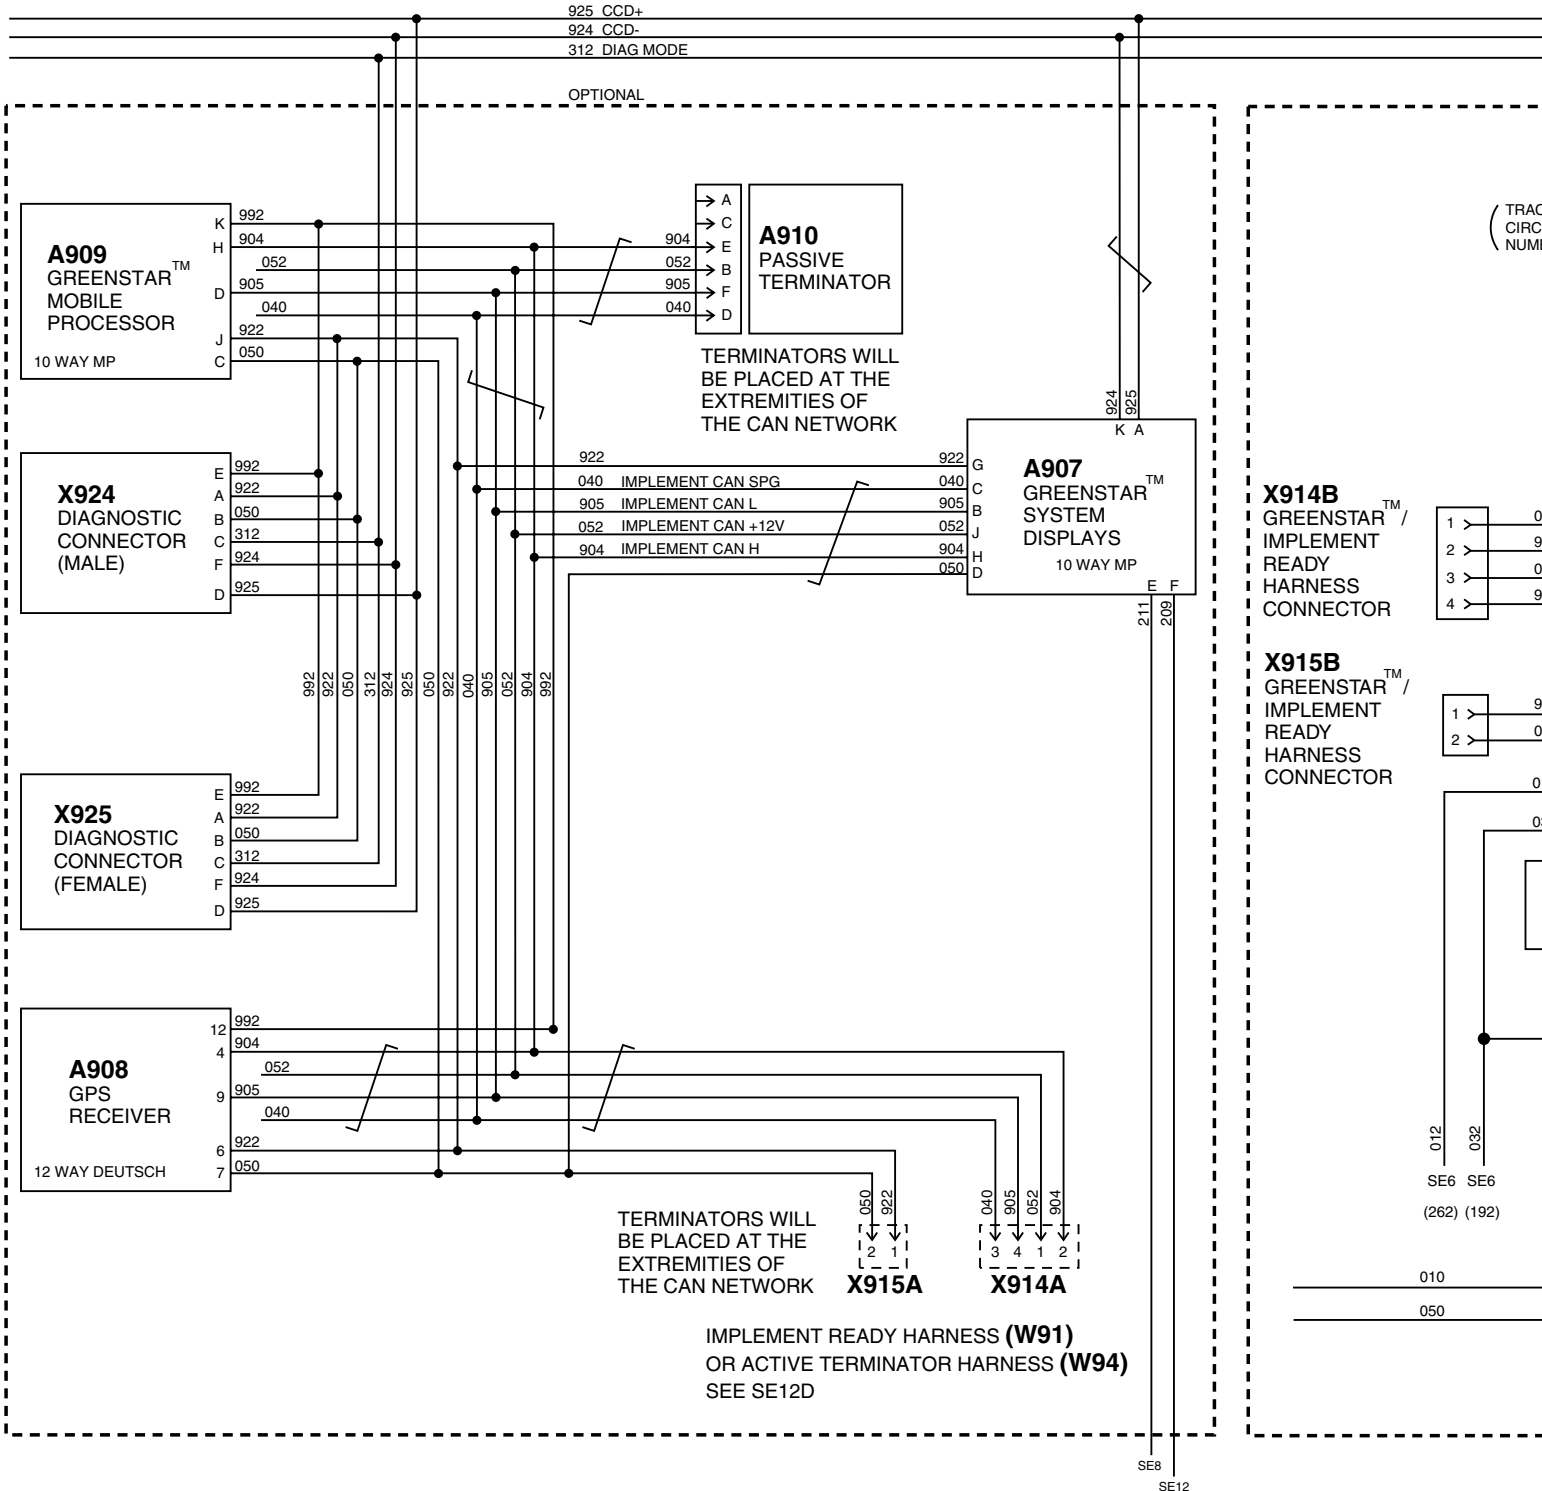 925 CCD+
924 CCD-
312 DIAG MODE
OPTIONAL
A909
GREENSTAR™
MOBILE
PROCESSOR
10 WAY MP
K 992
H 904
052
D 905
040
J 922
C 050
904 E
052 B
905 F
040 D
A
C
A910
PASSIVE
TERMINATOR
TERMINATORS WILL
BE PLACED AT THE
EXTREMITIES OF
THE CAN NETWORK
X924
DIAGNOSTIC
CONNECTOR
(MALE)
E 992
A 922
B 050
C 312
F 924
D 925
922
040 IMPLEMENT CAN SPG
905 IMPLEMENT CAN L
052 IMPLEMENT CAN +12V
904 IMPLEMENT CAN H
922 G
040 C
905 B
052 J
904 H
050 D
924 925
K A
A907
GREENSTAR™
SYSTEM
DISPLAYS
10 WAY MP
E F
211 209
992 922 050 312 924 925 050 922 040 905 052 904 992
X925
DIAGNOSTIC
CONNECTOR
(FEMALE)
E 992
A 922
B 050
C 312
F 924
D 925
A908
GPS
RECEIVER
12 WAY DEUTSCH
12 992
4 904
052
9 905
040
6 922
7 050
050 922
2 1
X915A
040 905 052 904
3 4 1 2
X914A
TERMINATORS WILL
BE PLACED AT THE
EXTREMITIES OF
THE CAN NETWORK
IMPLEMENT READY HARNESS (W91)
OR ACTIVE TERMINATOR HARNESS (W94)
SEE SE12D
SE8
SE12
X914B
GREENSTAR™/
IMPLEMENT
READY
HARNESS
CONNECTOR
1
2
3
4
X915B
GREENSTAR™/
IMPLEMENT
READY
HARNESS
CONNECTOR
1
2
012 032
SE6 SE6
(262) (192)
010
050